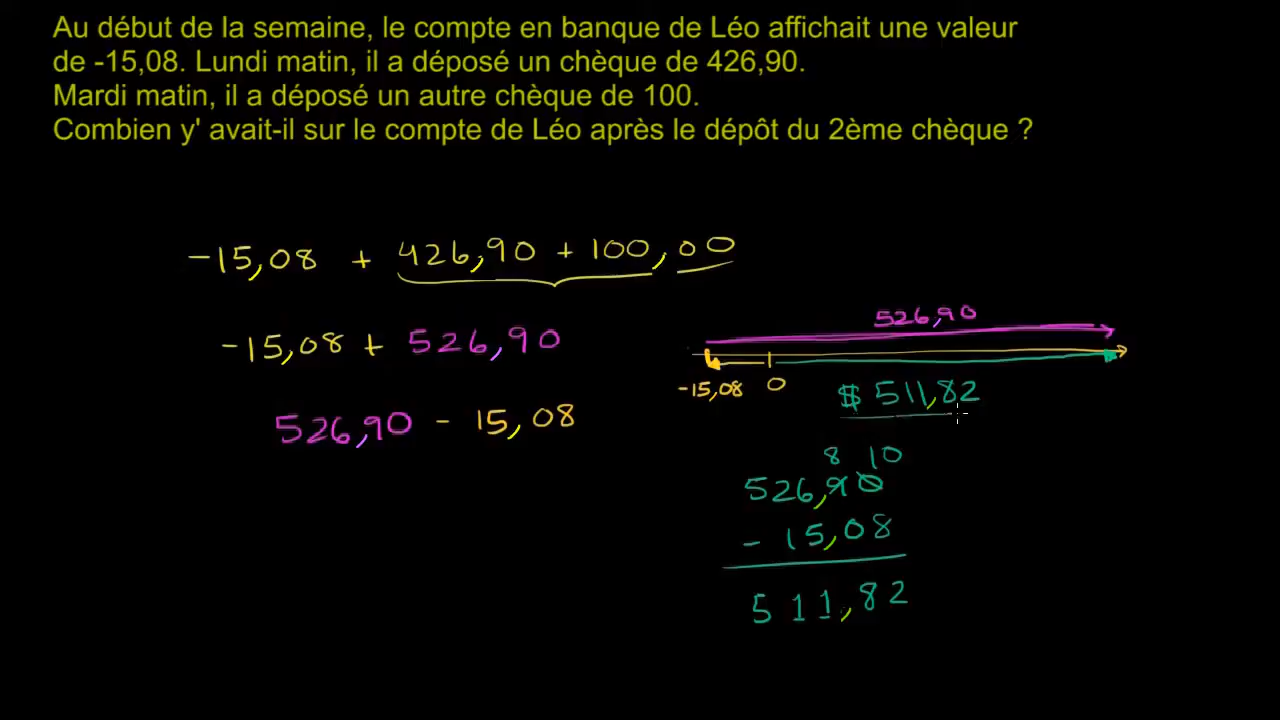 Au début de la semaine, le compte en banque de Léo affichait une valeur
de -15,08. Lundi matin, il a déposé un chèque de 426,90.
Mardi matin, il a déposé un autre chèque de 100.
Combien y' avait-il sur le compte de Léo après le dépôt du 2ème chèque ?
-15,08 + 426,90 + 100,00
-15,08 + 526,90
526,90 - 15,08
526,90
-15,08 0
$ 511,82
8 10
526,90
- 15,08
511,82